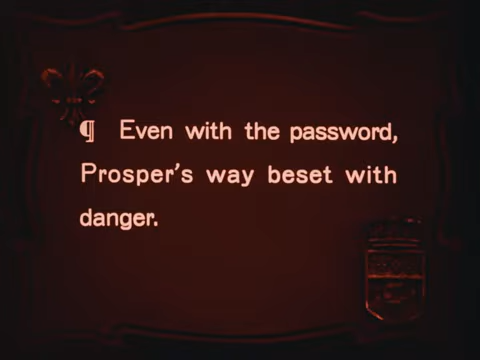 ¶ Even with the password,
Prosper's way beset with
danger.